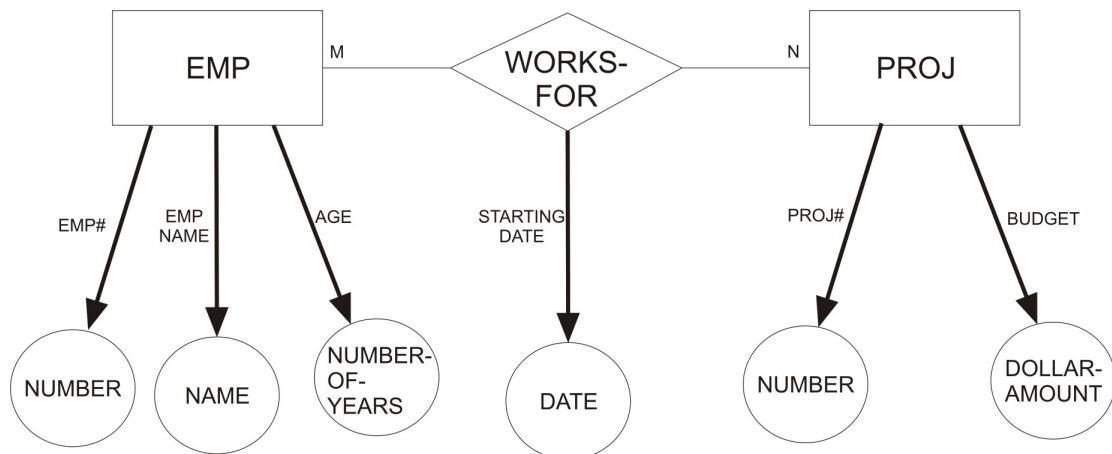 EMP
M
WORKS-
FOR
N
PROJ
EMP#
EMP
NAME
AGE
STARTING
DATE
PROJ#
BUDGET
NUMBER
NAME
NUMBER-
OF-
YEARS
DATE
NUMBER
DOLLAR-
AMOUNT